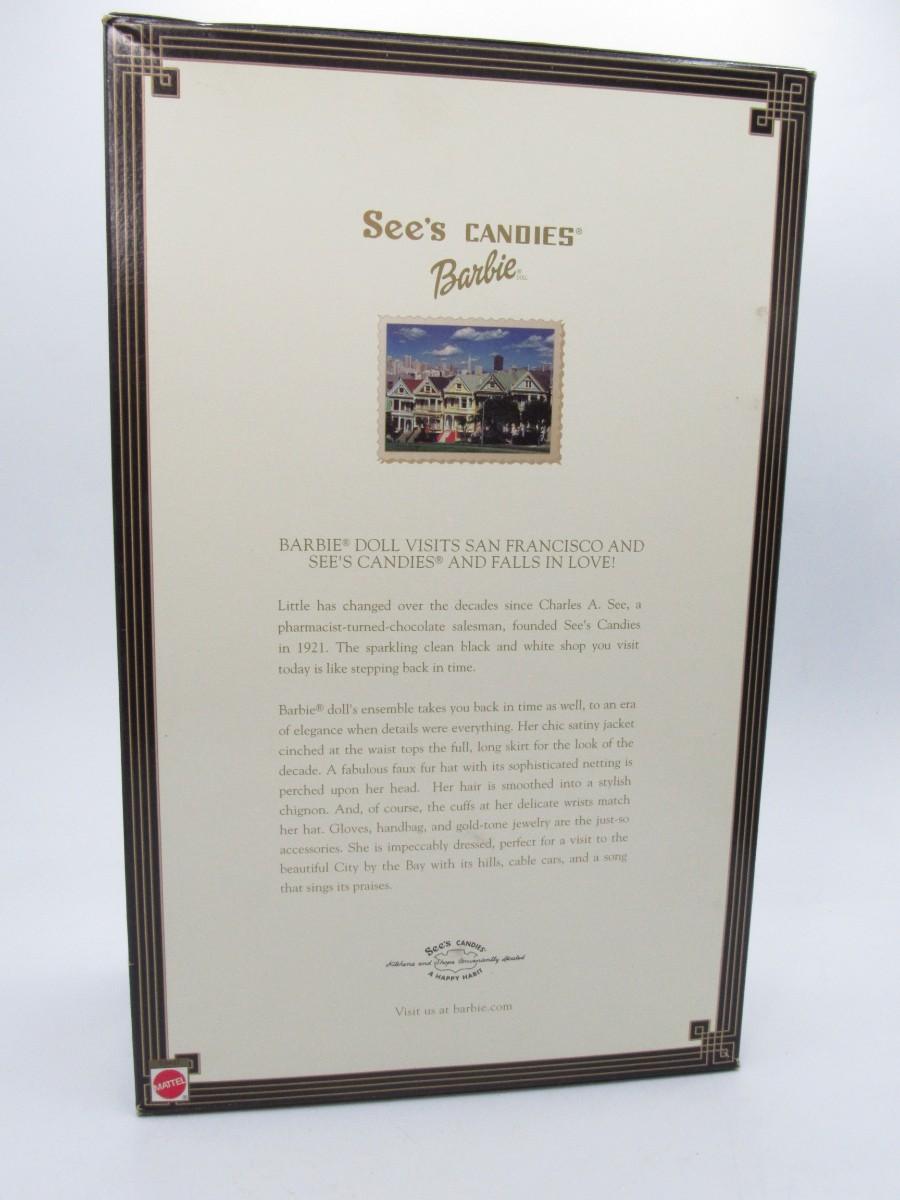 See's CANDIES®
Barbie® DOLL
BARBIE® DOLL VISITS SAN FRANCISCO AND
SEE'S CANDIES® AND FALLS IN LOVE!
Little has changed over the decades since Charles A. See, a
pharmacist-turned-chocolate salesman, founded See's Candies
in 1921. The sparkling clean black and white shop you visit
today is like stepping back in time.
Barbie® doll's ensemble takes you back in time as well, to an era
of elegance when details were everything. Her chic satiny jacket
cinched at the waist tops the full, long skirt for the look of the
decade. A fabulous faux fur hat with its sophisticated netting is
perched upon her head. Her hair is smoothed into a stylish
chignon. And, of course, the cuffs at her delicate wrists match
her hat. Gloves, handbag, and gold-tone jewelry are the just-so
accessories. She is impeccably dressed, perfect for a visit to the
beautiful City by the Bay with its hills, cable cars, and a song
that sings its praises.
See's CANDIES®
Kitchens and Shops Conveniently Located
A HAPPY HABIT
Visit us at barbie.com
MATTEL®